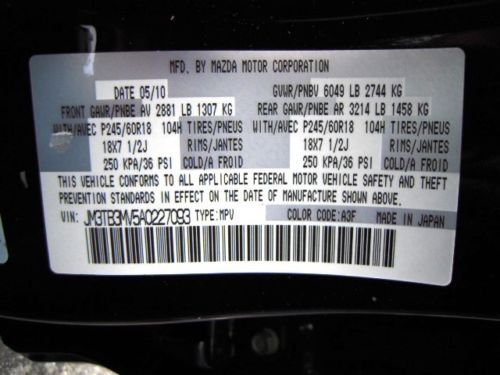 MFD. BY MAZDA MOTOR CORPORATION
DATE 05/10 GVWR/PNBV 6049 LB 2744 KG
FRONT GAWR/PNBE AV 2881 LB 1307 KG REAR GAWR/PNBE AR 3214 LB 1458 KG
WITH/AVEC P245/60R18 104H TIRES/PNEUS WITH/AVEC P245/60R18 104H TIRES/PNEUS
18X7 1/2J RIMS/JANTES 18X7 1/2J RIMS/JANTES
250 KPA/36 PSI COLD/A FROID 250 KPA/36 PSI COLD/A FROID
THIS VEHICLE CONFORMS TO ALL APPLICABLE FEDERAL MOTOR VEHICLE SAFETY AND THEFT
PREVENTION STANDARDS IN EFFECT ON THE DATE OF MANUFACTURE SHOWN ABOVE.
VIN: JM3TB3MV5A0227093 TYPE:MPV COLOR CODE:A3F MADE IN JAPAN